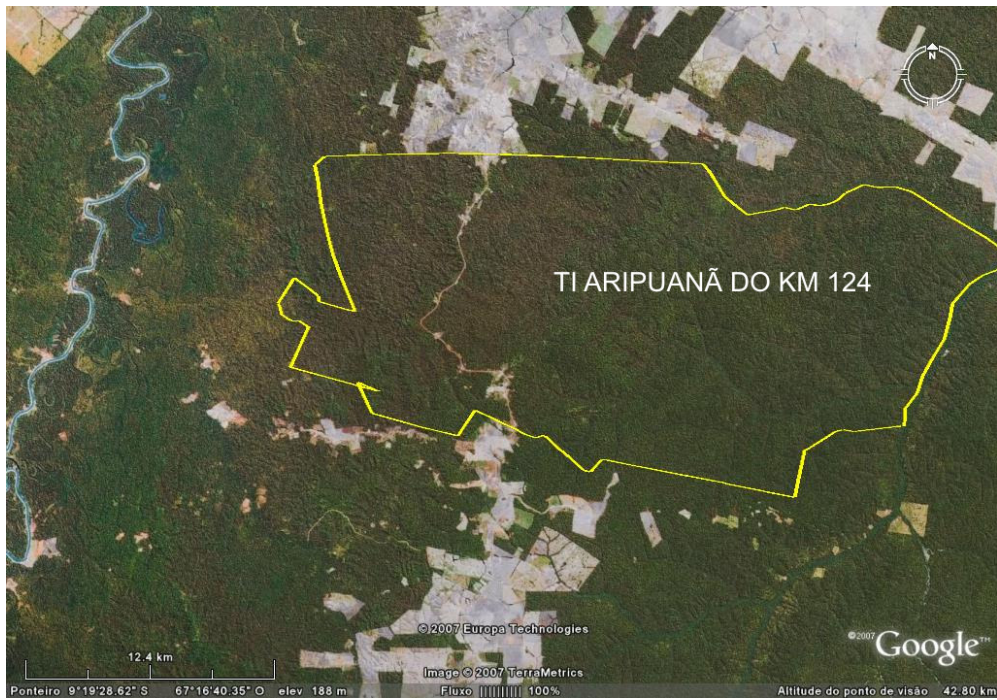 N
TI ARIPUANÃ DO KM 124
© 2007 Europa Technologies
©2007 Google™
12.4 km
Image © 2007 TerraMetrics
Ponteiro 9°19'28.62" S 67°16'40.35" O elev 188 m Fluxo |||||||||| 100% Altitude do ponto de visão 42.80 km